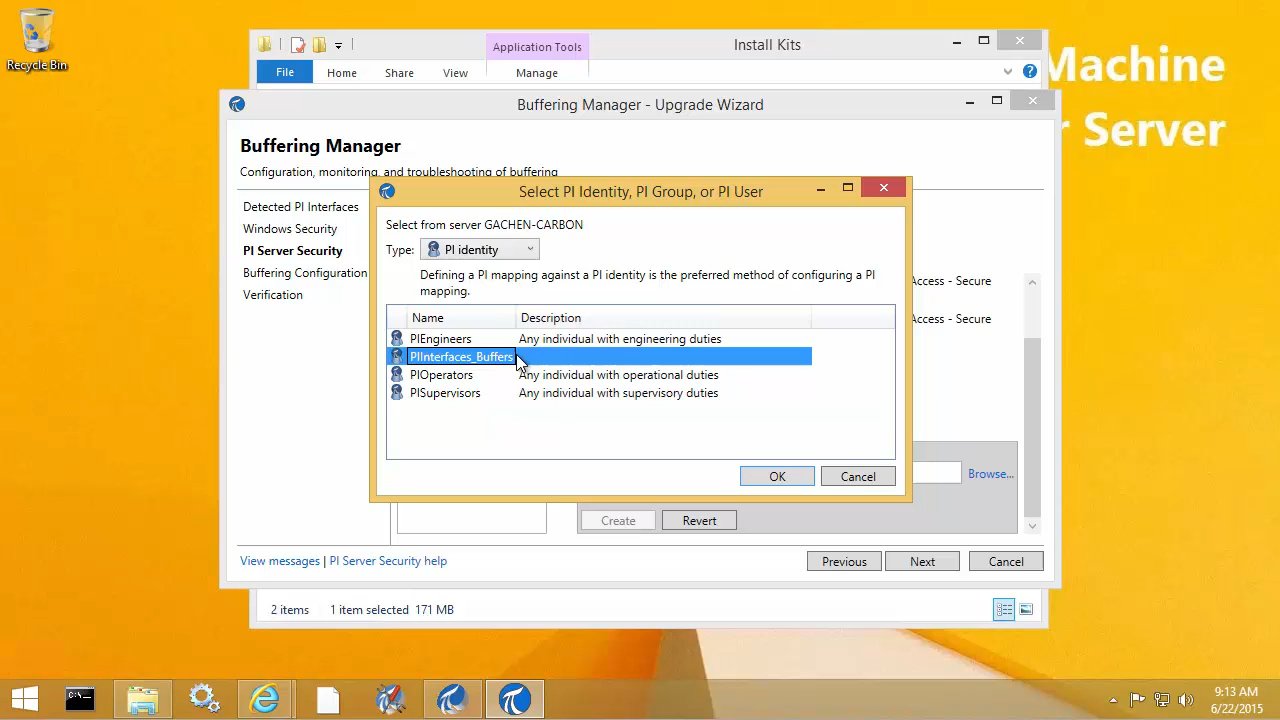 Recycle Bin
Machine
Server
Application Tools
Install Kits
File
Home
Share
View
Manage
Buffering Manager - Upgrade Wizard
Buffering Manager
Configuration, monitoring, and troubleshooting of buffering
Detected PI Interfaces
Windows Security
PI Server Security
Buffering Configuration
Verification
Select PI Identity, PI Group, or PI User
Select from server GACHEN-CARBON
Type:
PI identity
Defining a PI mapping against a PI identity is the preferred method of configuring a PI
mapping.
Name
Description
PIEngineers
Any individual with engineering duties
PIInterfaces_Buffers
PIOperators
Any individual with operational duties
PISupervisors
Any individual with supervisory duties
OK
Cancel
Access - Secure
Access - Secure
Browse...
Create
Revert
View messages | PI Server Security help
Previous
Next
Cancel
2 items
1 item selected 171 MB
9:13 AM
6/22/2015